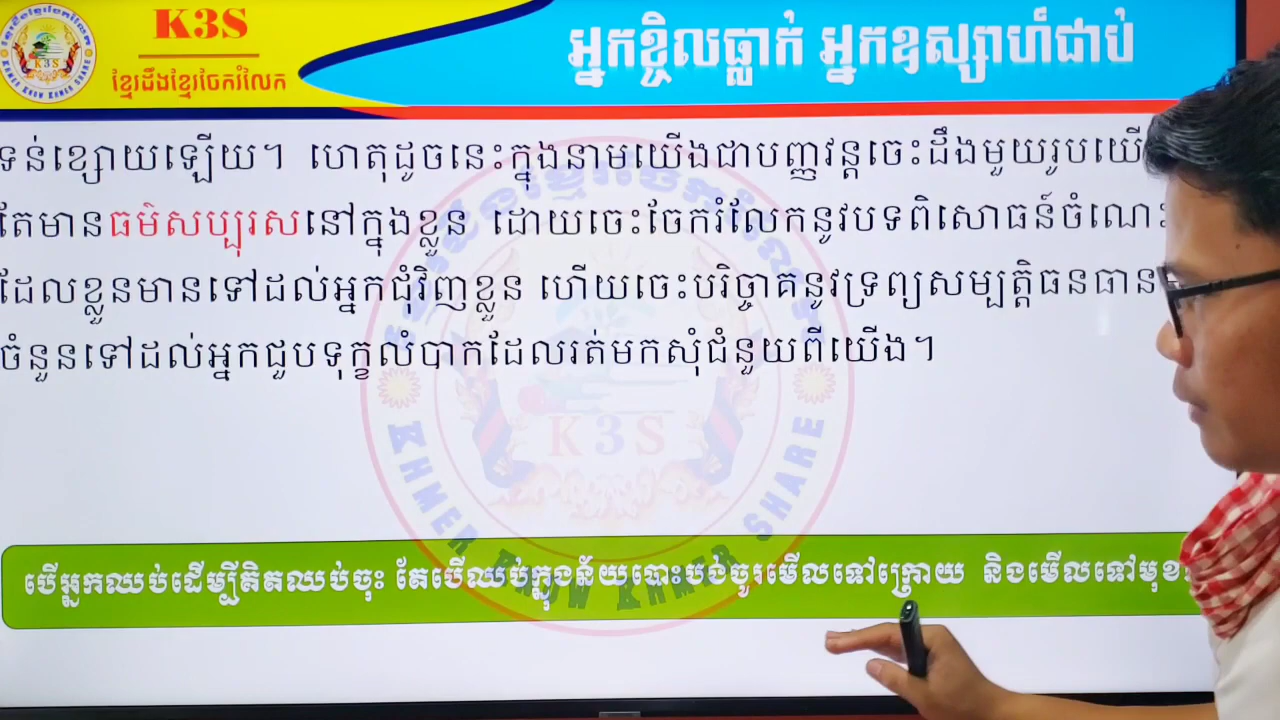 K3S
ខ្មែរដឹងខ្មែរចែករំលែក
អ្នកខ្ចិលធ្លាក់ អ្នកឧស្សាហ៍ជាប់
ទន់ខ្សោយឡើយ។ ហេតុដូចនេះក្នុងនាមយើងជាបញ្ញវន្តចេះដឹងមួយរូបយើ
តែមានធម៌សប្បុរសនៅក្នុងខ្លួន ដោយចេះចែករំលែកនូវបទពិសោធន៍ចំណេះ
ដែលខ្លួនមានទៅដល់អ្នកជុំវិញខ្លួន ហើយចេះបរិច្ចាគនូវទ្រព្យសម្បត្តិធនធាន
ចំនួនទៅដល់អ្នកជួបទុក្ខលំបាកដែលរត់មកសុំជំនួយពីយើង។
K3S
KHMER KNOW KHMER SHARE
បើអ្នកឈប់ដើម្បីគិតឈប់ចុះ តែបើឈប់ក្នុងន័យបោះបង់ចូរមើលទៅក្រោយ និងមើលទៅមុខ